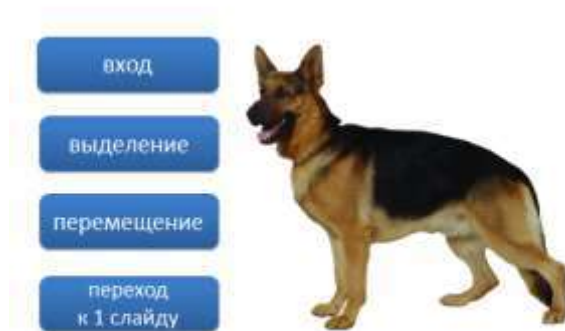 вход
выделение
перемещение
переход
к 1 слайду